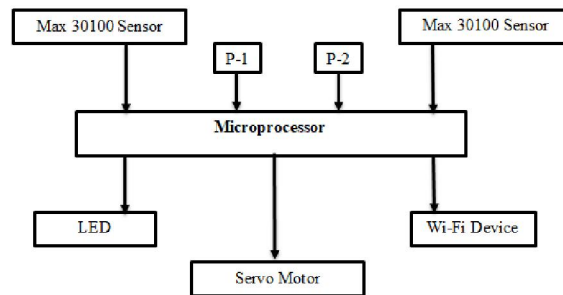 Max 30100 Sensor
Max 30100 Sensor
P-1
P-2
Microprocessor
LED
Wi-Fi Device
Servo Motor